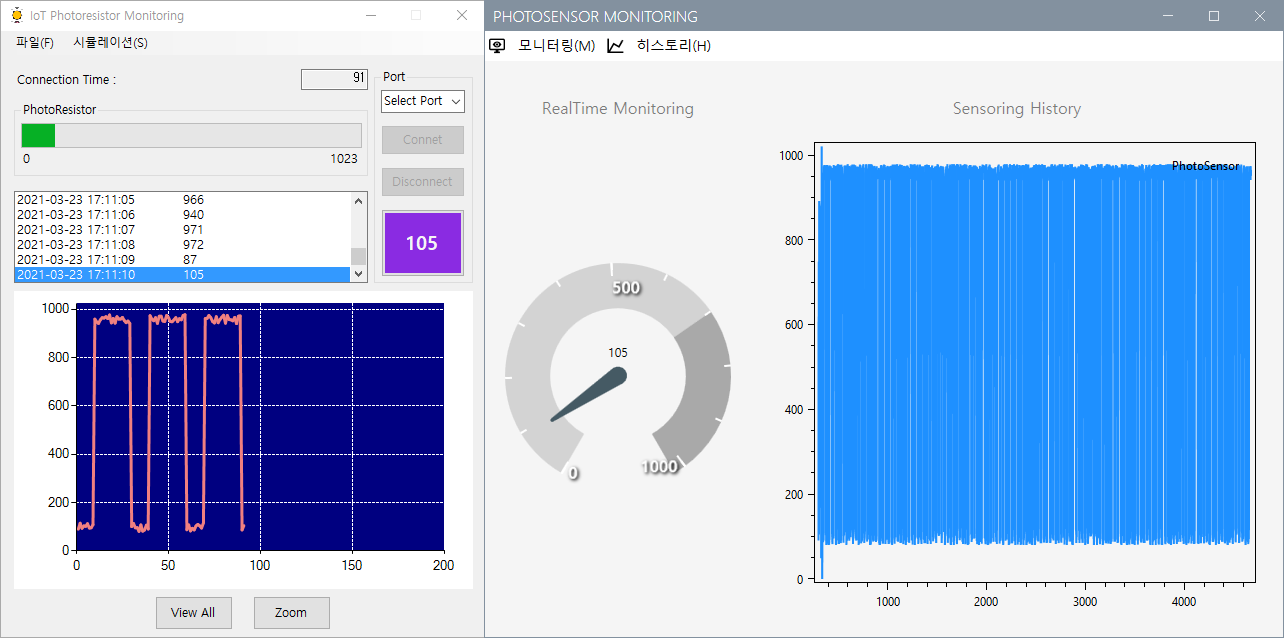 IoT Photoresistor Monitoring
파일(F) 시뮬레이션(S)
Connection Time :
91
PhotoResistor
0 1023
Port
Select Port
Connet
Disconnect
105
2021-03-23 17:11:05 966
2021-03-23 17:11:06 940
2021-03-23 17:11:07 971
2021-03-23 17:11:08 972
2021-03-23 17:11:09 87
2021-03-23 17:11:10 105
1000
800
600
400
200
0
0 50 100 150 200
View All Zoom
PHOTOSENSOR MONITORING
모니터링(M) 히스토리(H)
RealTime Monitoring
500
105
0 1000
Sensoring History
PhotoSensor
1000
800
600
400
200
0
1000 2000 3000 4000